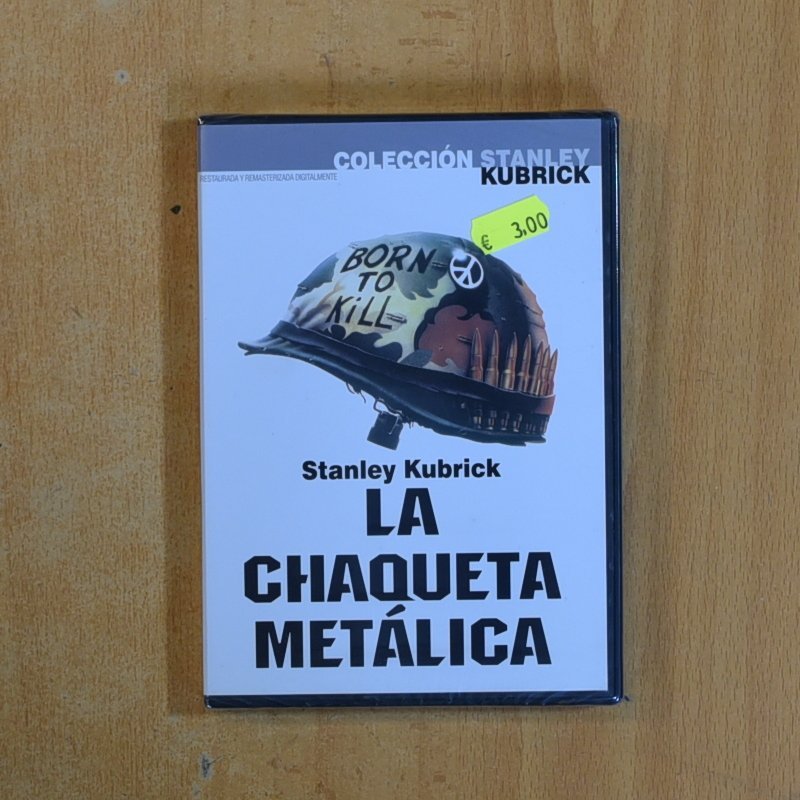 COLECCIÓN STANLEY
KUBRICK
RESTAURADA Y REMASTERIZADA DIGITALMENTE
€ 3.00
BORN
TO
KiLL
Stanley Kubrick
LA
CHAQUETA
METÁLICA